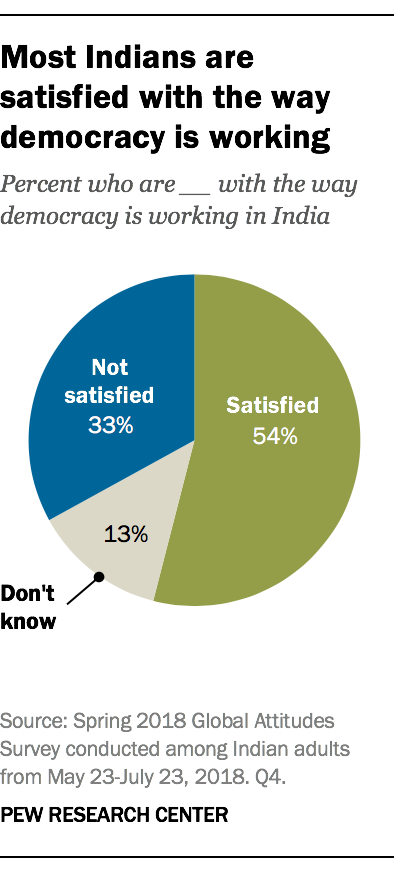 Most Indians are
satisfied with the way
democracy is working
Percent who are __ with the way
democracy is working in India
Not
satisfied
33%
Satisfied
54%
13%
Don't
know
Source: Spring 2018 Global Attitudes
Survey conducted among Indian adults
from May 23-July 23, 2018. Q4.
PEW RESEARCH CENTER